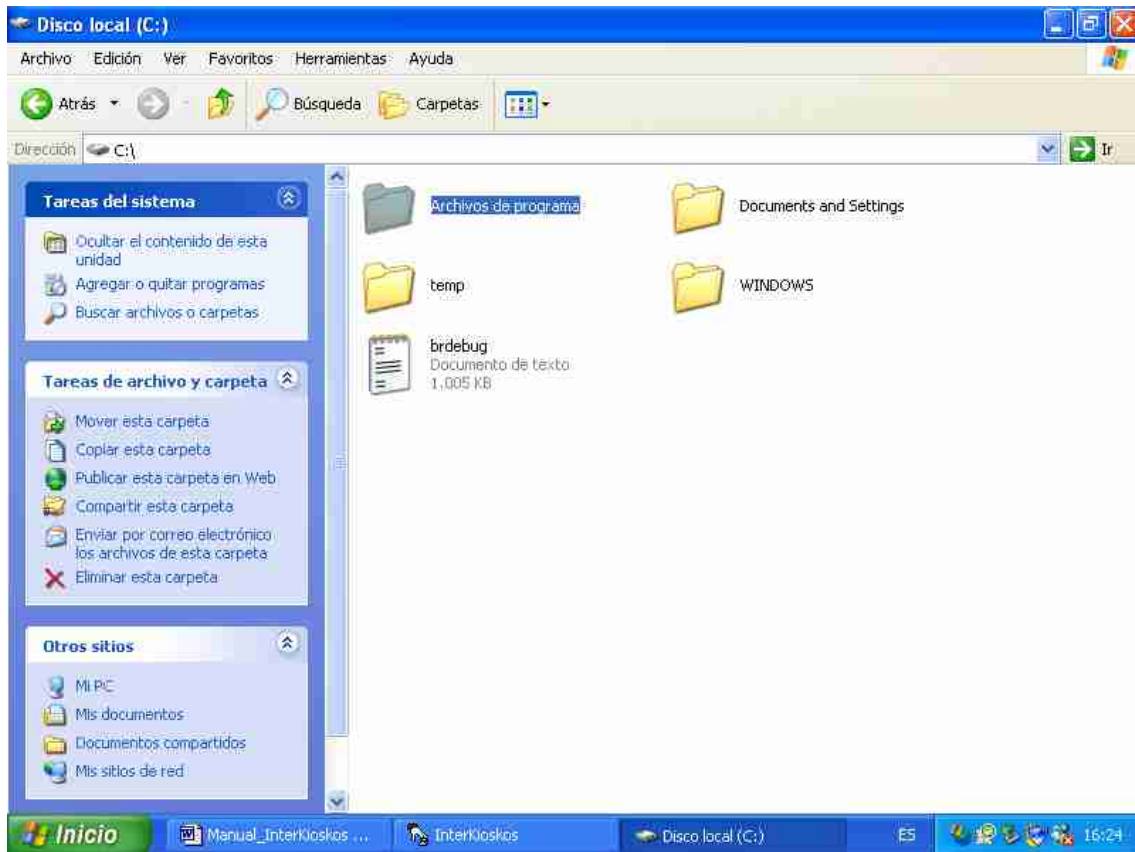 Disco local (C:)
Archivo Edición Ver Favoritos Herramientas Ayuda
Atrás Búsqueda Carpetas
Dirección C:\ Ir
Tareas del sistema
Ocultar el contenido de esta
unidad
Agregar o quitar programas
Buscar archivos o carpetas
Tareas de archivo y carpeta
Mover esta carpeta
Copiar esta carpeta
Publicar esta carpeta en Web
Compartir esta carpeta
Enviar por correo electrónico
los archivos de esta carpeta
Eliminar esta carpeta
Otros sitios
Mi PC
Mis documentos
Documentos compartidos
Mis sitios de red
Archivos de programa
Documents and Settings
temp
WINDOWS
brdebug
Documento de texto
1.005 KB
Inicio Manual_InterKioskos ... InterKioskos Disco local (C:) ES 16:24